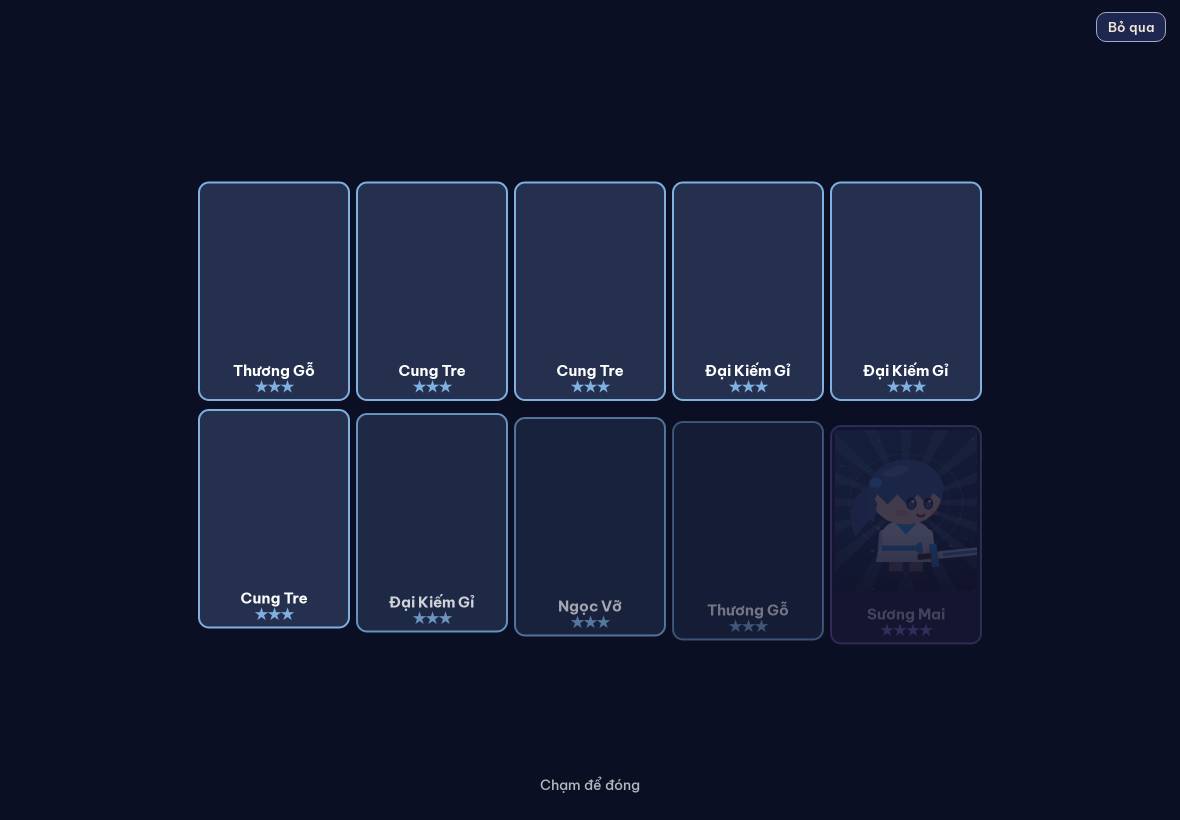 Bỏ qua
Thương Gỗ
★★★
Cung Tre
★★★
Cung Tre
★★★
Đại Kiếm Gỉ
★★★
Đại Kiếm Gỉ
★★★
Cung Tre
★★★
Đại Kiếm Gỉ
★★★
Ngọc Vỡ
★★★
Thương Gỗ
★★★
Sương Mai
★★★★
Chạm để đóng